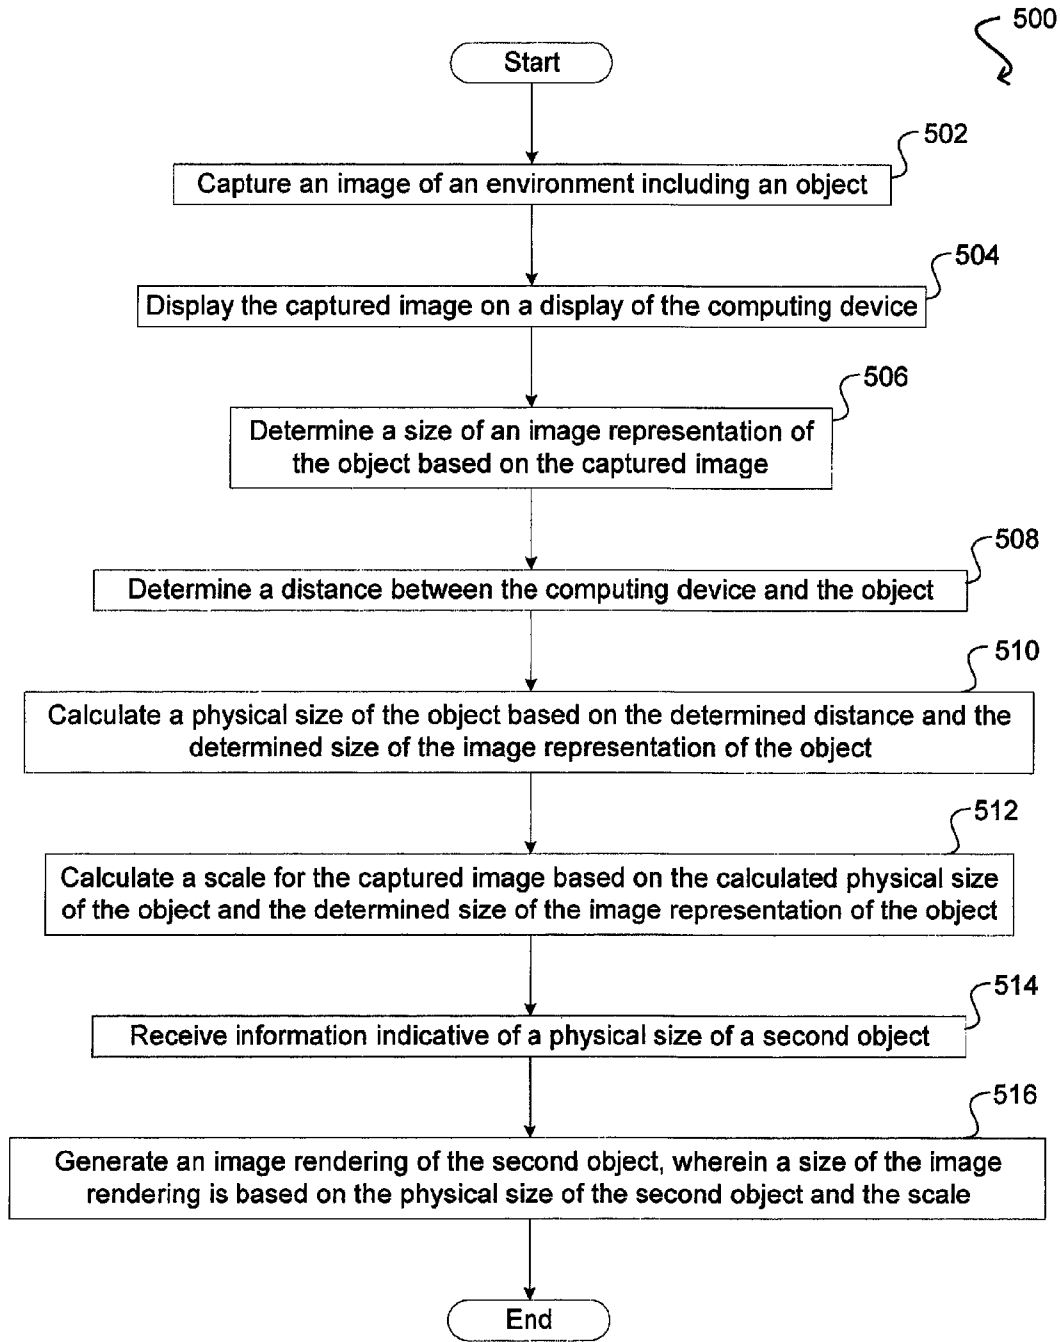 500
Start
502
Capture an image of an environment including an object
504
Display the captured image on a display of the computing device
506
Determine a size of an image representation of
the object based on the captured image
508
Determine a distance between the computing device and the object
510
Calculate a physical size of the object based on the determined distance and the
determined size of the image representation of the object
512
Calculate a scale for the captured image based on the calculated physical size
of the object and the determined size of the image representation of the object
514
Receive information indicative of a physical size of a second object
516
Generate an image rendering of the second object, wherein a size of the image
rendering is based on the physical size of the second object and the scale
End